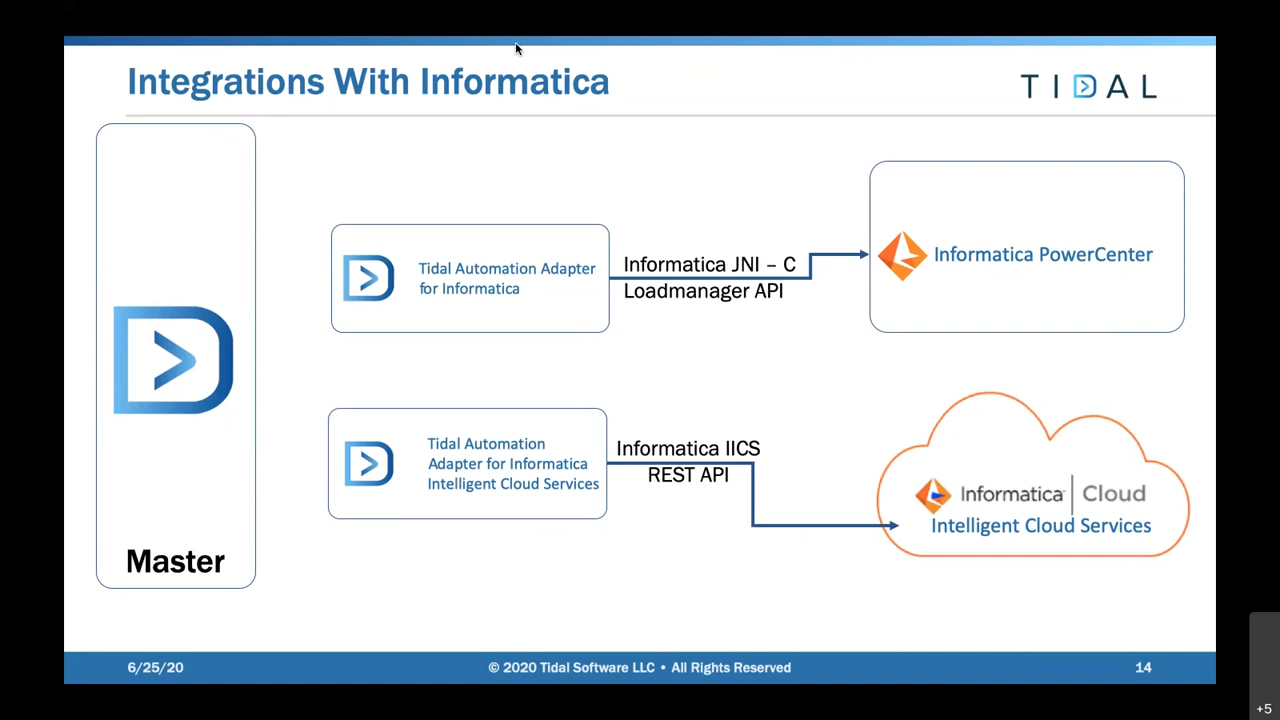 Integrations With Informatica
TIDAL
Tidal Automation Adapter
for Informatica
Informatica JNI – C
Loadmanager API
Informatica PowerCenter
Tidal Automation
Adapter for Informatica
Intelligent Cloud Services
Informatica IICS
REST API
Informatica | Cloud
Intelligent Cloud Services
Master
6/25/20
© 2020 Tidal Software LLC • All Rights Reserved
14
+5